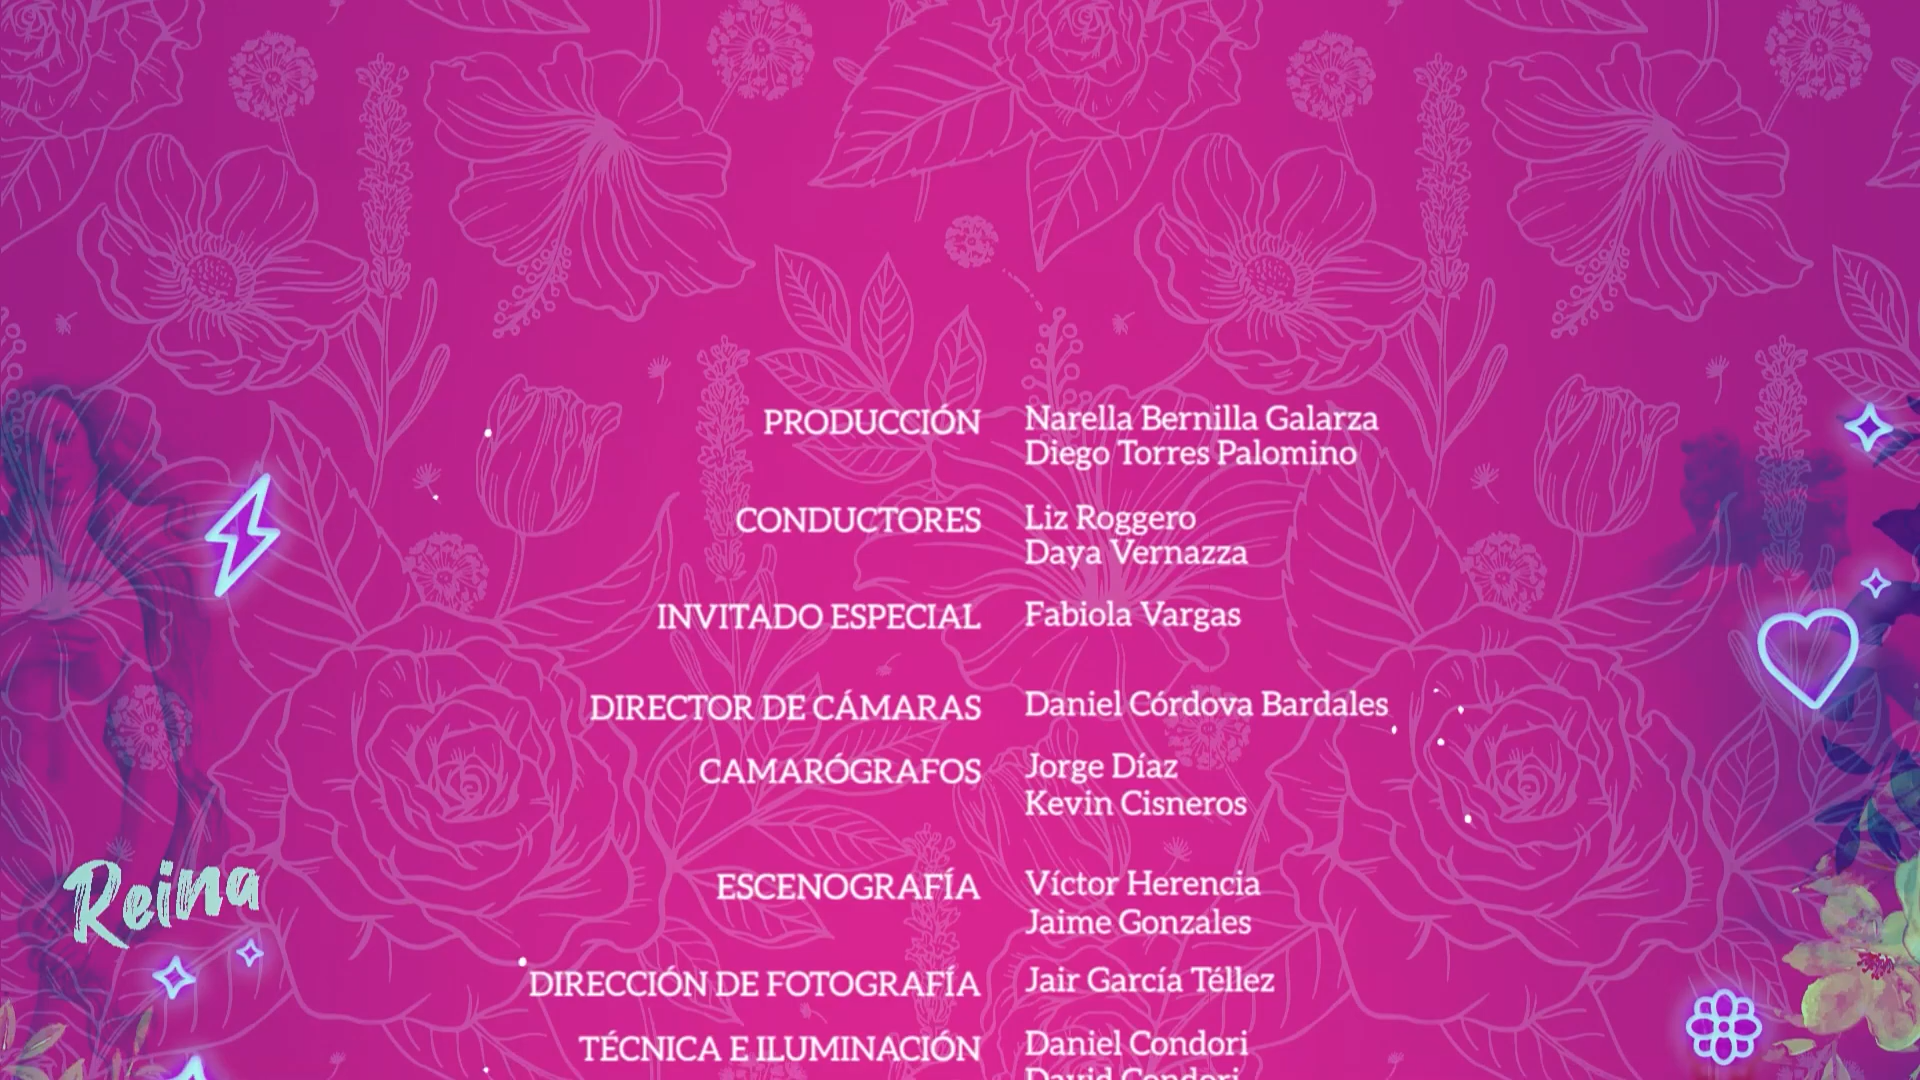 PRODUCCIÓN Narella Bernilla Galarza
Diego Torres Palomino
CONDUCTORES Liz Roggero
Daya Vernazza
INVITADO ESPECIAL Fabiola Vargas
DIRECTOR DE CÁMARAS Daniel Córdova Bardales
CAMARÓGRAFOS Jorge Díaz
Kevin Cisneros
ESCENOGRAFÍA Víctor Herencia
Jaime Gonzales
Reina
DIRECCIÓN DE FOTOGRAFÍA Jair García Téllez
TÉCNICA E ILUMINACIÓN Daniel Condori
David Condori